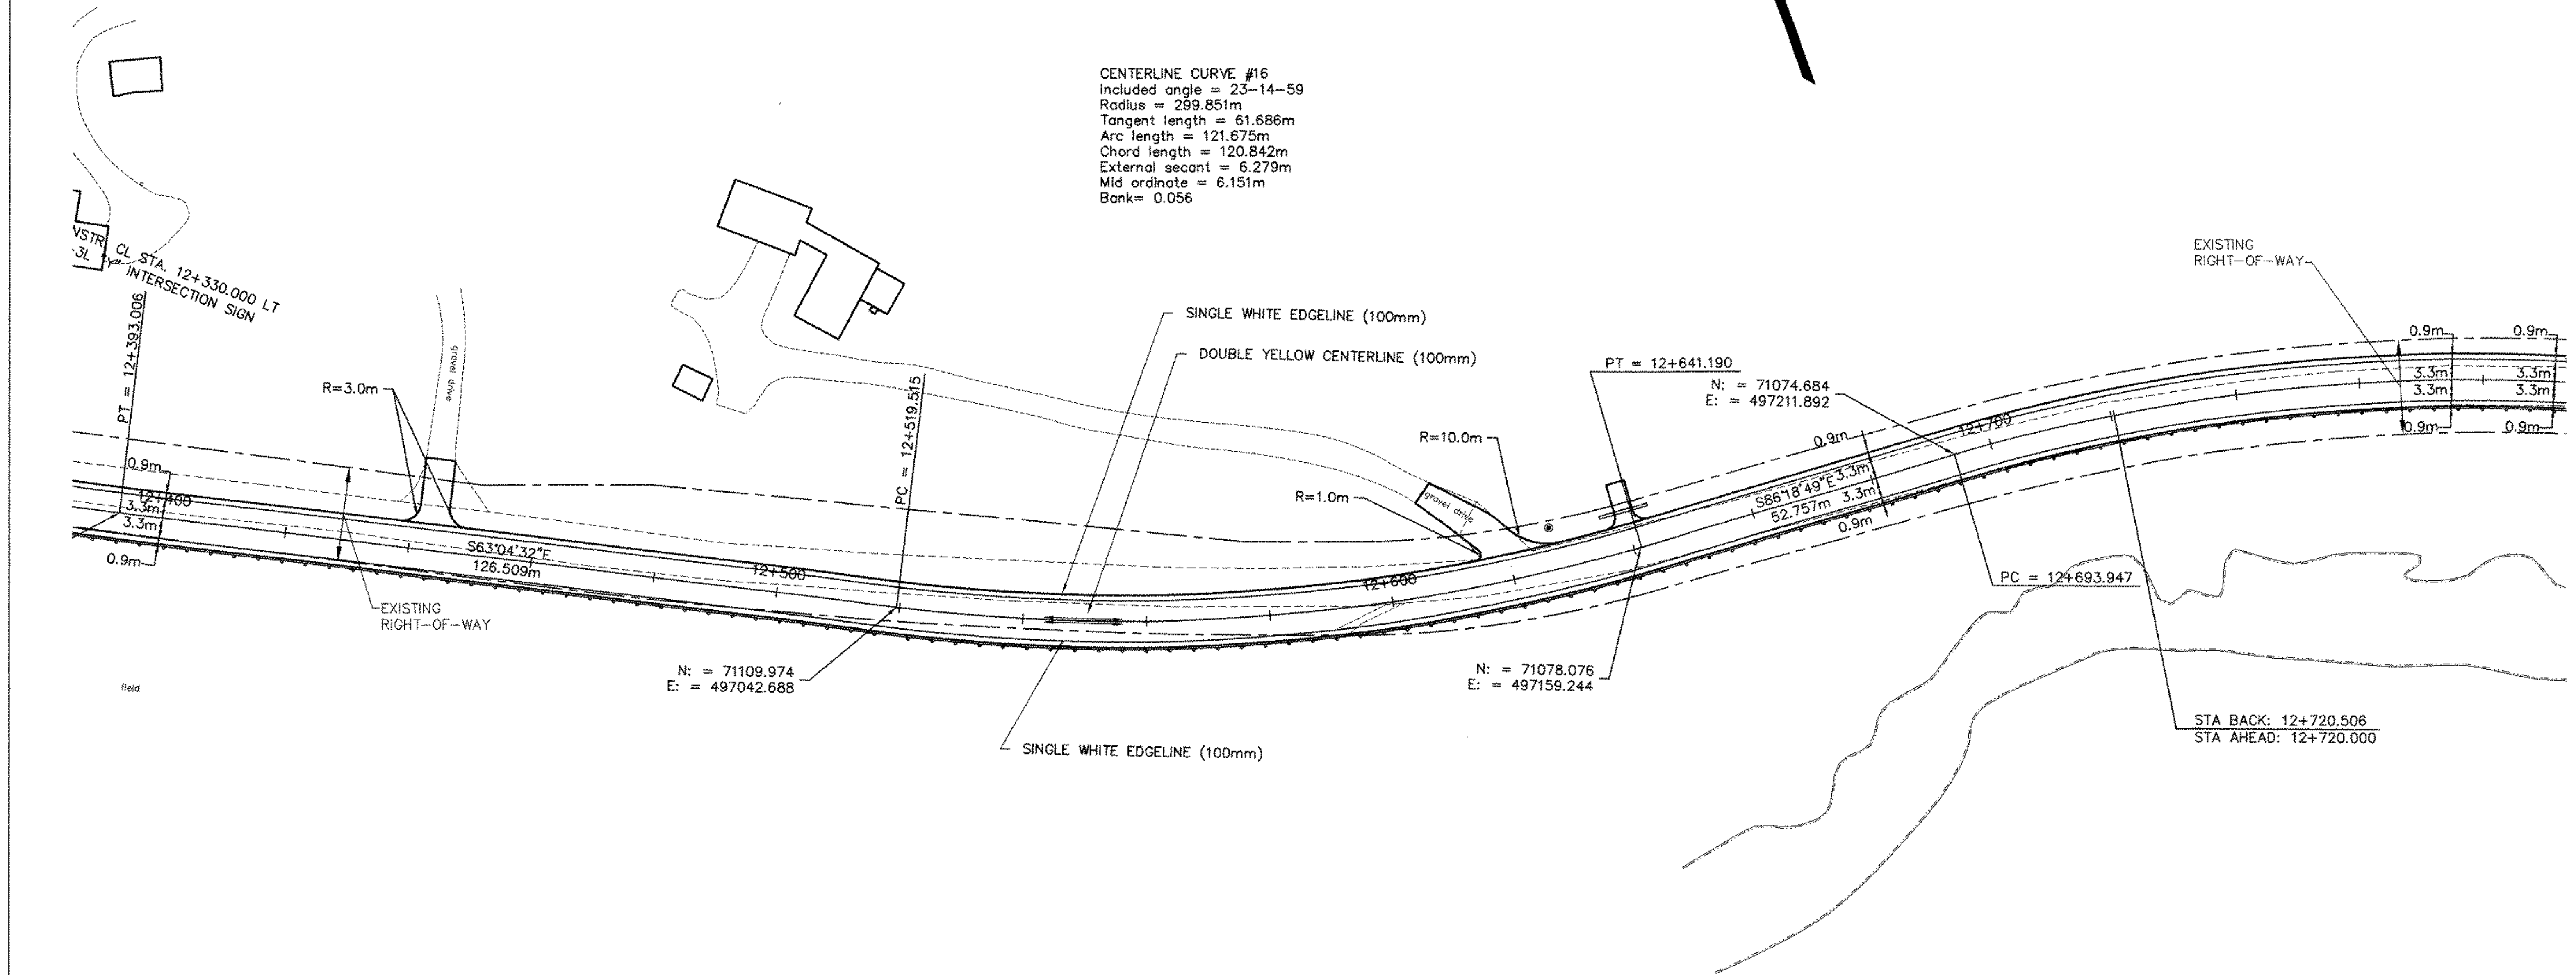 CENTERLINE CURVE #16
Included angle = 23-14-59
Radius = 299.851m
Tangent length = 61.686m
Arc length = 121.675m
Chord length = 120.842m
External secant = 6.279m
Mid ordinate = 6.151m
Bank= 0.056
CL STA. 12+330.000 LT
-3L
INTERSECTION SIGN
PT = 12+393.006
R=3.0m
gravel drive
0.9m
12+400
3.3m
3.3m
0.9m
S63°04'32"E
126.509m
EXISTING
RIGHT-OF-WAY
field
12+500
PC = 12+519.515
N: = 71109.974
E: = 497042.688
SINGLE WHITE EDGELINE (100mm)
DOUBLE YELLOW CENTERLINE (100mm)
SINGLE WHITE EDGELINE (100mm)
R=10.0m
R=1.0m
gravel drive
12+600
PT = 12+641.190
N: = 71078.076
E: = 497159.244
N: = 71074.684
E: = 497211.892
0.9m
S86°18'49"E
3.3m
52.757m
3.3m
0.9m
12+700
PC = 12+693.947
STA BACK: 12+720.506
STA AHEAD: 12+720.000
EXISTING
RIGHT-OF-WAY
0.9m
0.9m
3.3m
3.3m
3.3m
3.3m
0.9m
0.9m